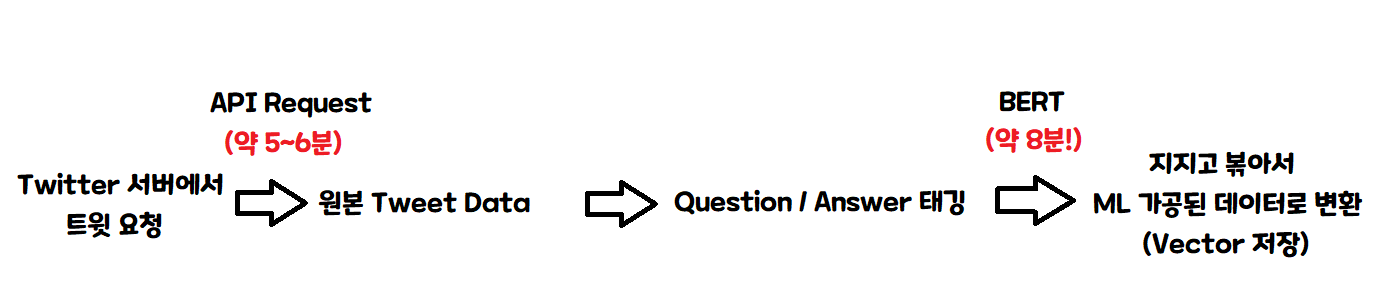 API Request
(약 5~6분)
Twitter 서버에서
트윗 요청
원본 Tweet Data
Question / Answer 태깅
BERT
(약 8분!)
지지고 볶아서
ML 가공된 데이터로 변환
(Vector 저장)